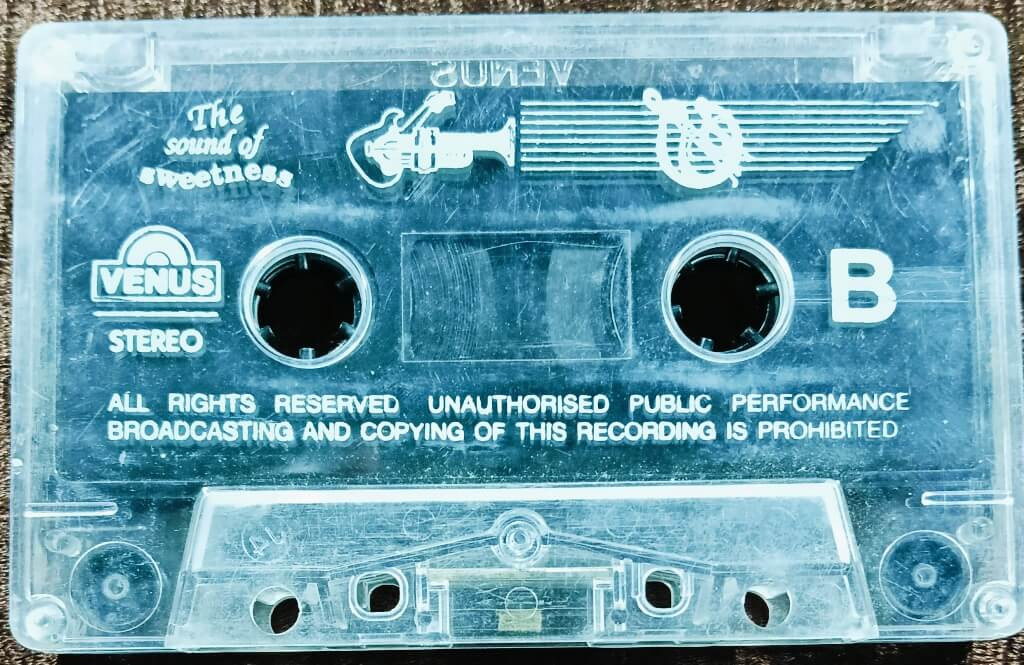 VENUS
The
sound of
sweetness
VENUS
STEREO
B
ALL RIGHTS RESERVED UNAUTHORISED PUBLIC PERFORMANCE
BROADCASTING AND COPYING OF THIS RECORDING IS PROHIBITED